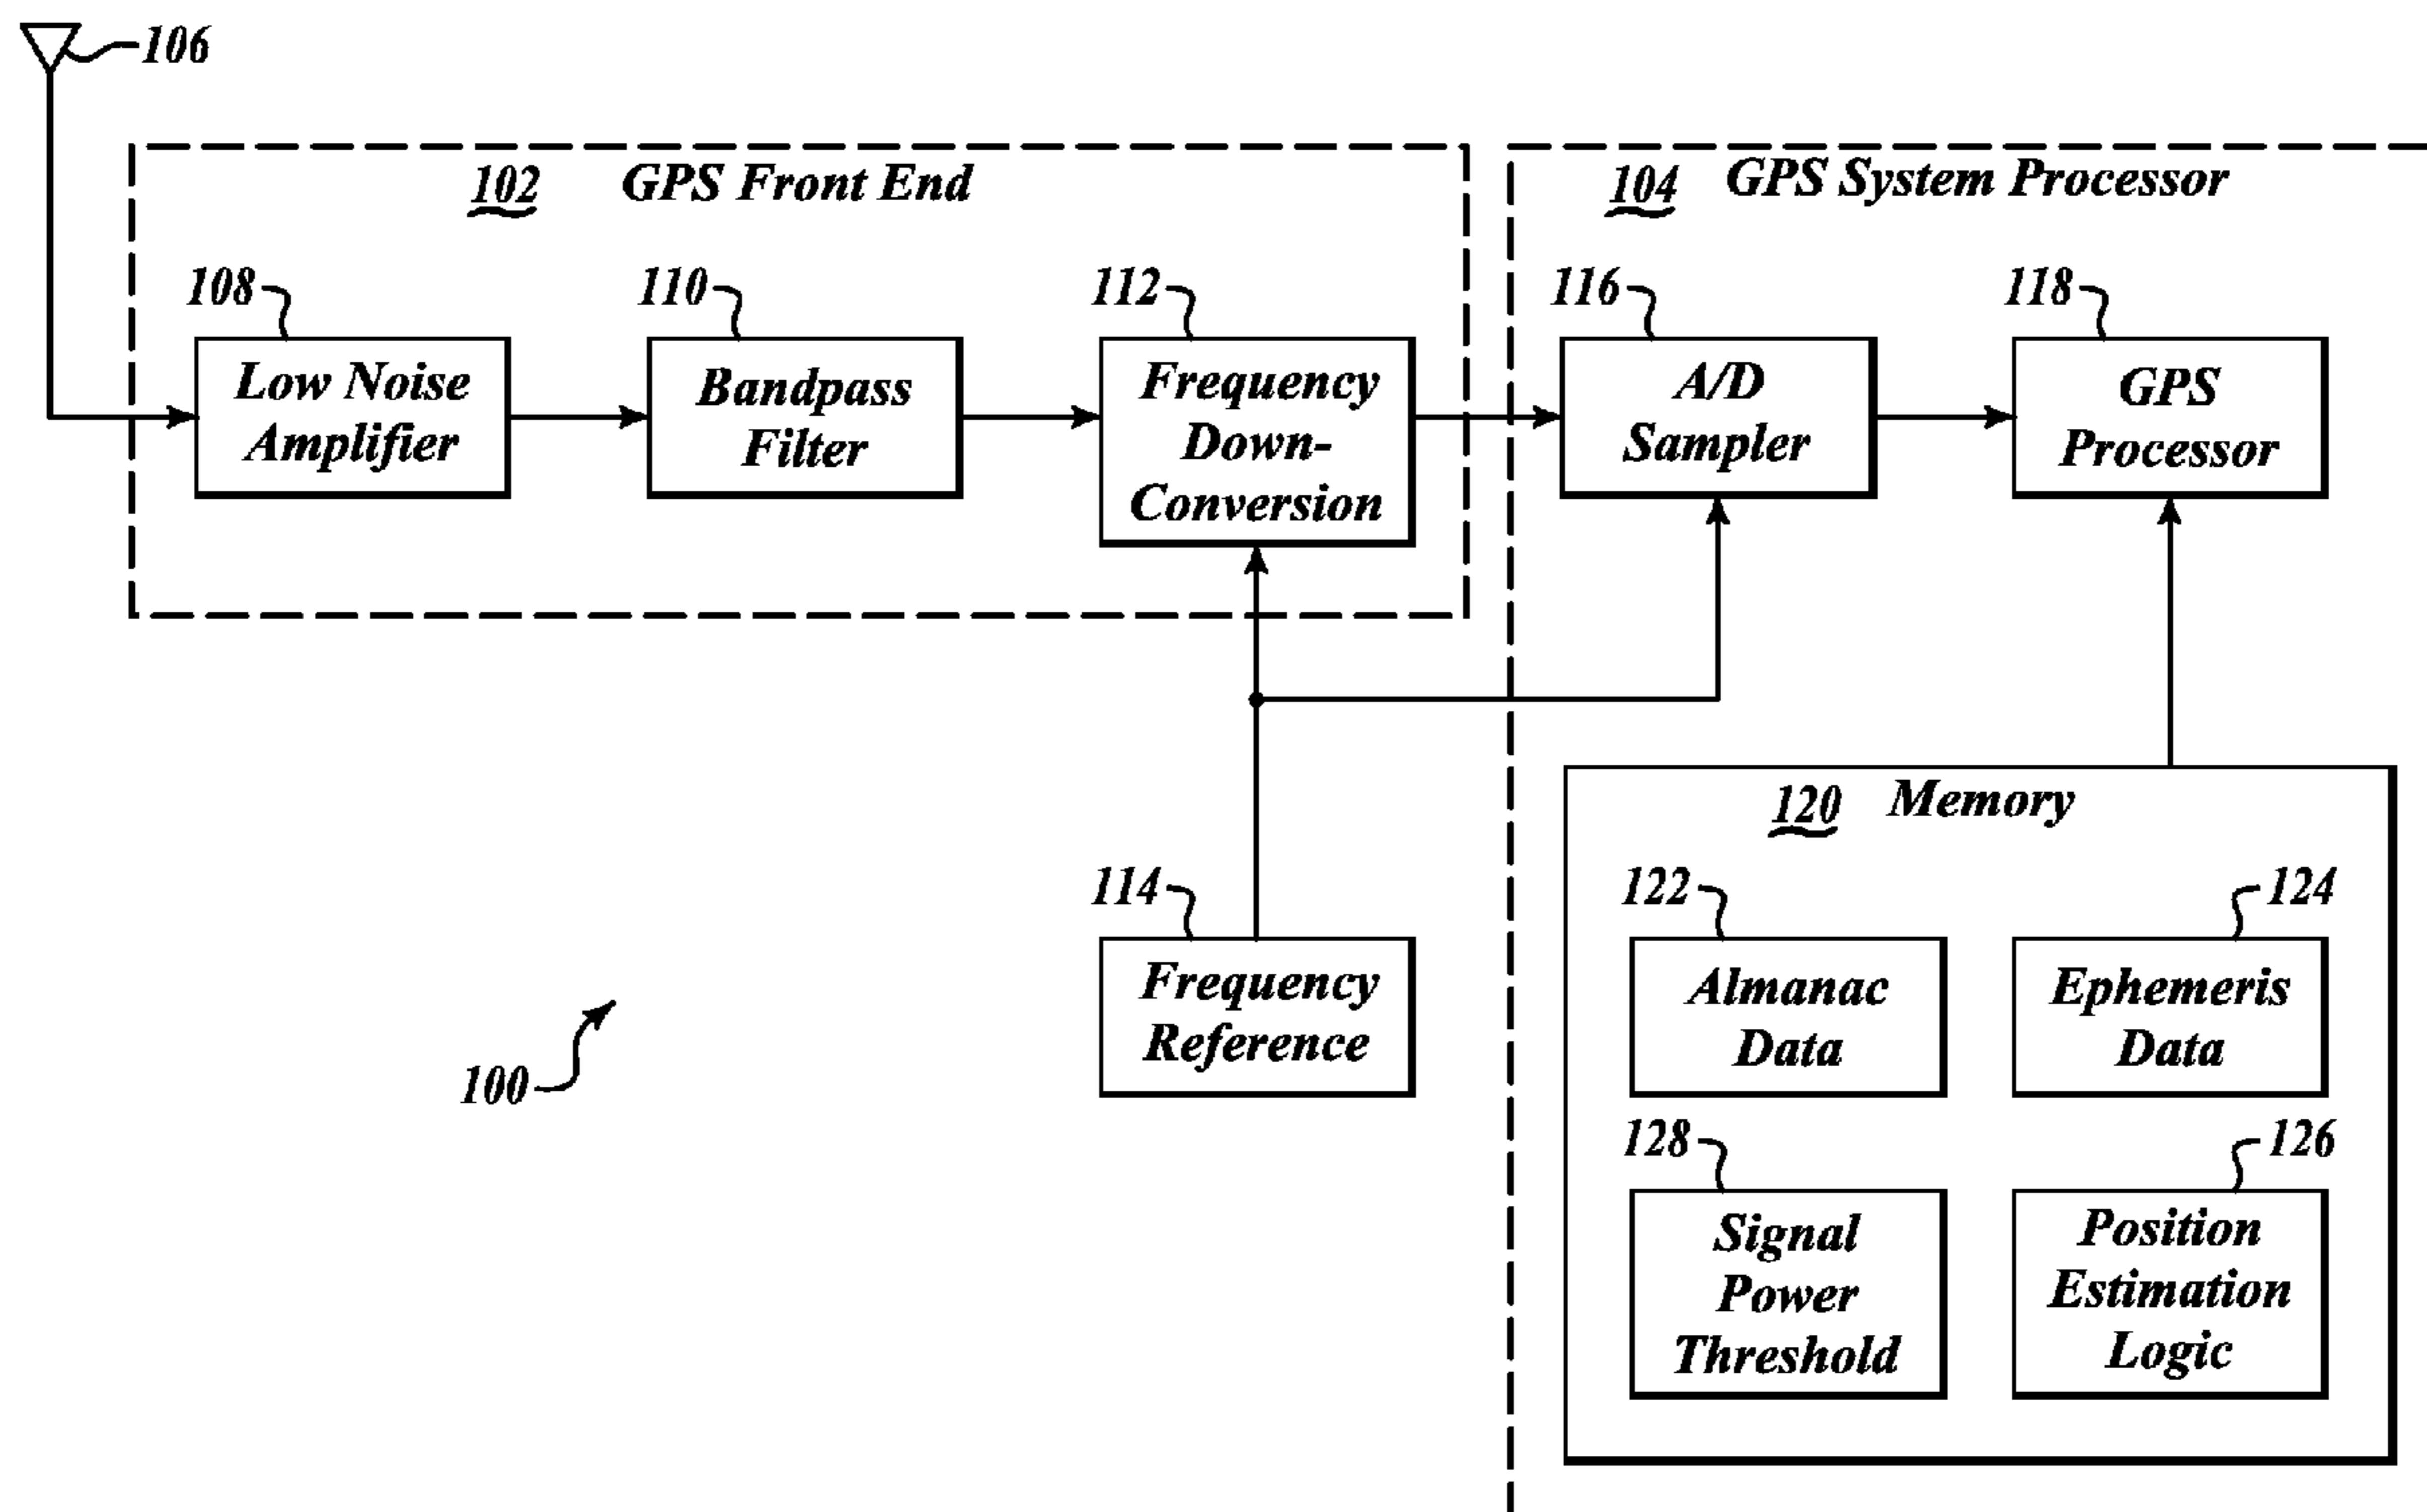 106
102 GPS Front End
104 GPS System Processor
108
110
112
116
118
Low Noise
Amplifier
Bandpass
Filter
Frequency
Down-
Conversion
A/D
Sampler
GPS
Processor
120 Memory
114
122
124
Frequency
Reference
Almanac
Data
Ephemeris
Data
100
128
126
Signal
Power
Threshold
Position
Estimation
Logic